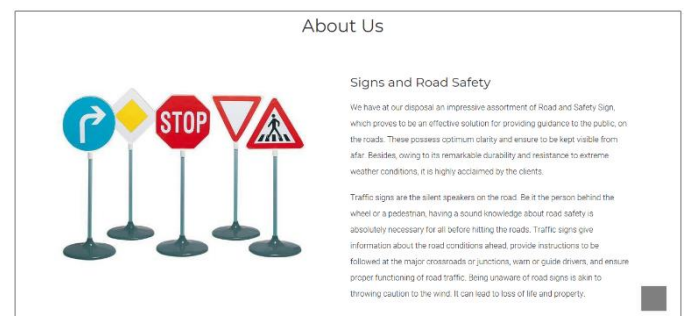 About Us
STOP
Signs and Road Safety
We have at our disposal an impressive assortment of Road and Safety Sign,
which proves to be an effective solution for providing guidance to the public, on
the roads. These possess optimum clarity and ensure to be kept visible from
afar. Besides, owing to its remarkable durability and resistance to extreme
weather conditions, it is highly acclaimed by the clients.
Traffic signs are the silent speakers on the road. Be it the person behind the
wheel or a pedestrian, having a sound knowledge about road safety is
absolutely necessary for all before hitting the roads. Traffic signs give
information about the road conditions ahead, provide instructions to be
followed at the major crossroads or junctions, warn or guide drivers, and ensure
proper functioning of road traffic. Being unaware of road signs is akin to
throwing caution to the wind. It can lead to loss of life and property.